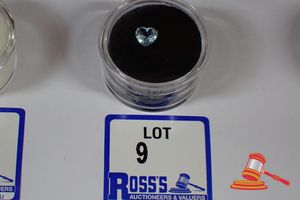 LOT
9
ROSS'S
AUCTIONEERS & VALUERS